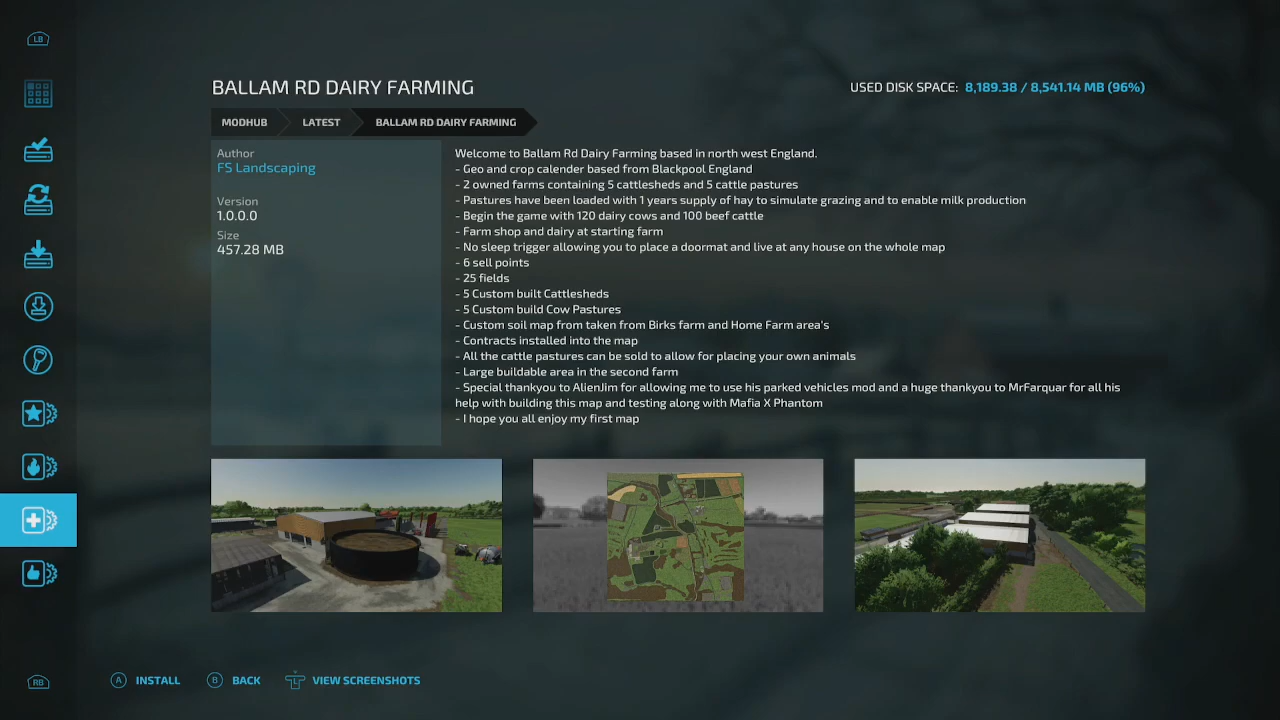 LB
BALLAM RD DAIRY FARMING
USED DISK SPACE: 8,189.38 / 8,541.14 MB (96%)
MODHUB
LATEST
BALLAM RD DAIRY FARMING
Author
FS Landscaping
Version
1.0.0.0
Size
457.28 MB
Welcome to Ballam Rd Dairy Farming based in north west England.
- Geo and crop calender based from Blackpool England
- 2 owned farms containing 5 cattlesheds and 5 cattle pastures
- Pastures have been loaded with 1 years supply of hay to simulate grazing and to enable milk production
- Begin the game with 120 dairy cows and 100 beef cattle
- Farm shop and dairy at starting farm
- No sleep trigger allowing you to place a doormat and live at any house on the whole map
- 6 sell points
- 25 fields
- 5 Custom built Cattlesheds
- 5 Custom build Cow Pastures
- Custom soil map from taken from Birks farm and Home Farm area's
- Contracts installed into the map
- All the cattle pastures can be sold to allow for placing your own animals
- Large buildable area in the second farm
- Special thankyou to AlienJim for allowing me to use his parked vehicles mod and a huge thankyou to MrFarquar for all his
help with building this map and testing along with Mafia X Phantom
- I hope you all enjoy my first map
RB
A INSTALL
B BACK
VIEW SCREENSHOTS